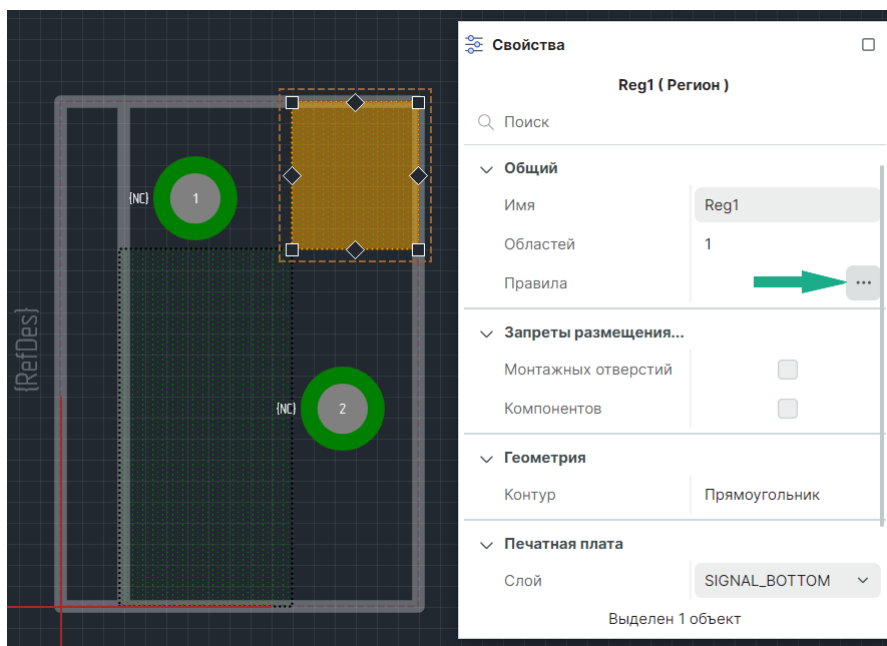 Свойства
Reg1 ( Регион )
Поиск
Общий
Имя Reg1
Областей 1
Правила ...
Запреты размещения...
Монтажных отверстий
Компонентов
Геометрия
Контур Прямоугольник
Печатная плата
Слой SIGNAL_BOTTOM
Выделен 1 объект
{NC} 1
{RefDes}
{NC} 2